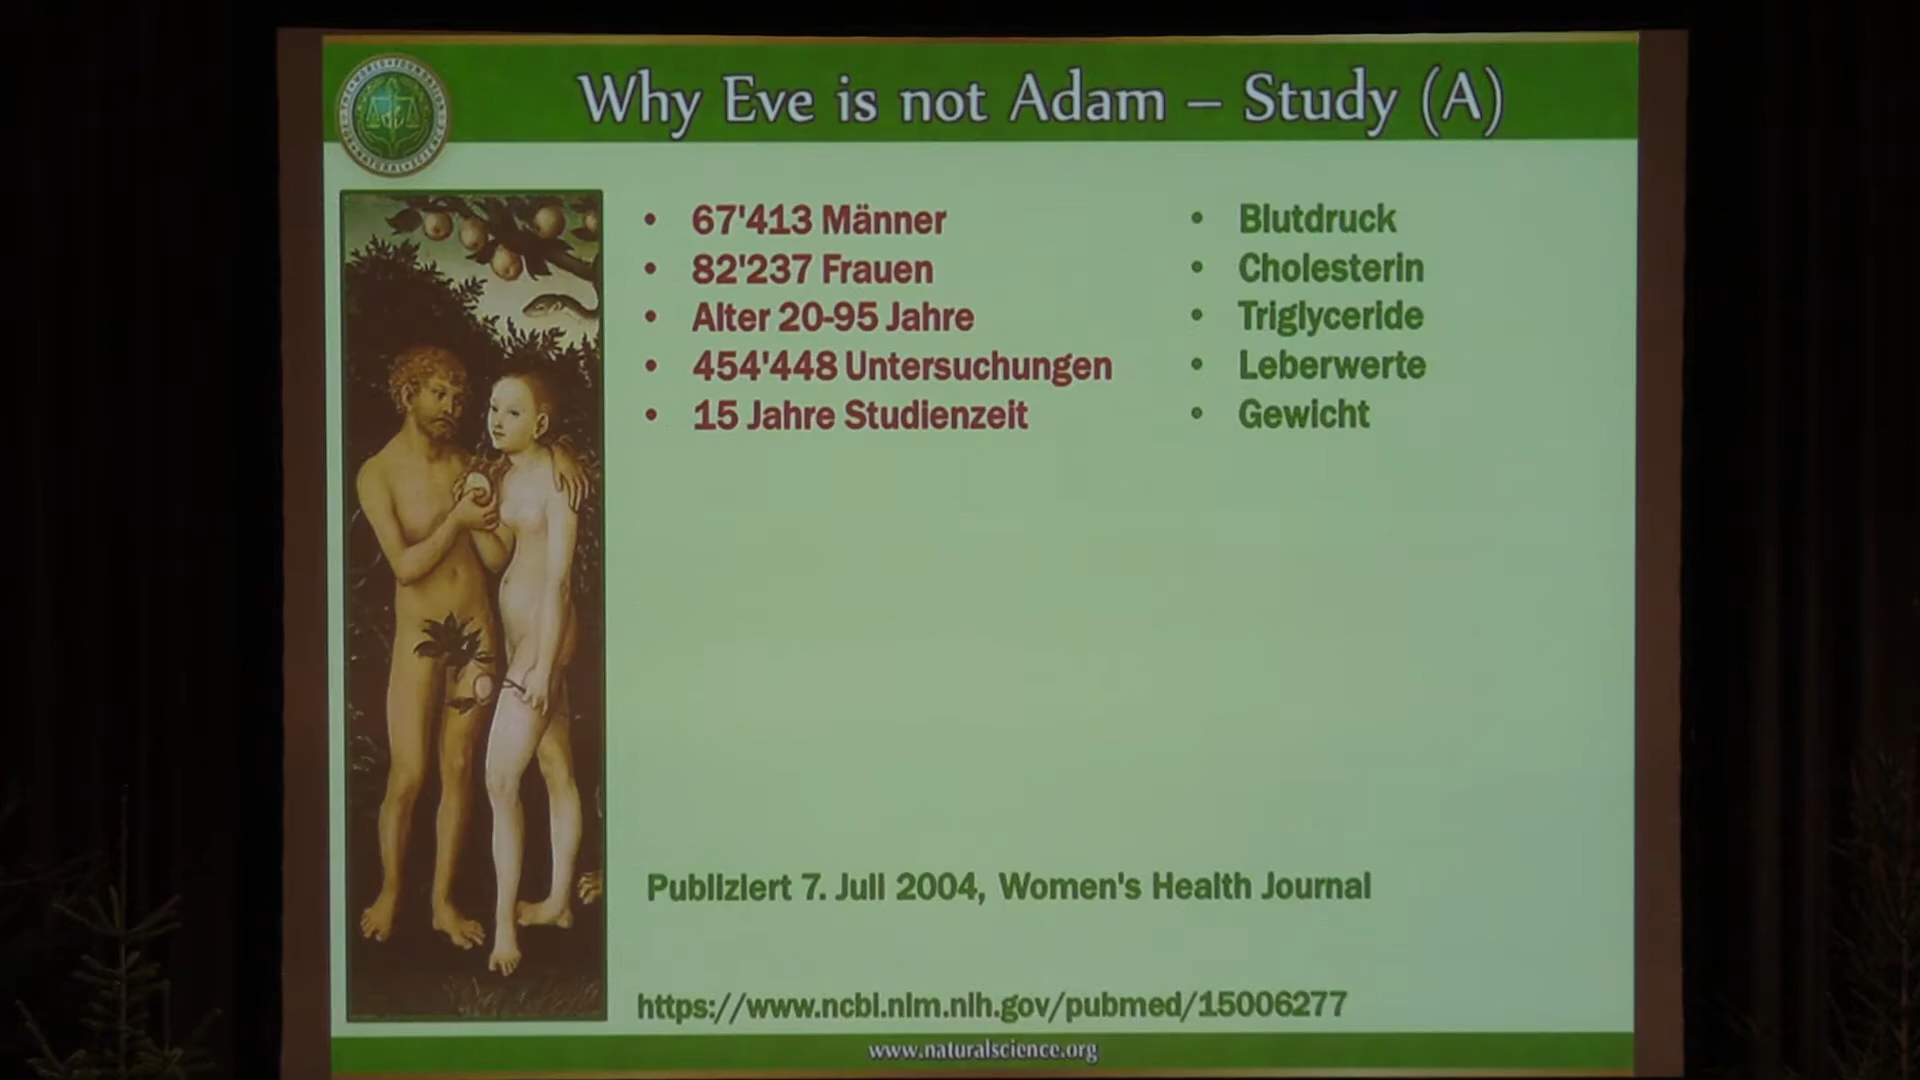 Why Eve is not Adam – Study (A)
• 67'413 Männer
• 82'237 Frauen
• Alter 20-95 Jahre
• 454'448 Untersuchungen
• 15 Jahre Studienzeit
• Blutdruck
• Cholesterin
• Triglyceride
• Leberwerte
• Gewicht
Publiziert 7. Juli 2004, Women's Health Journal
https://www.ncbi.nlm.nih.gov/pubmed/15006277
www.naturalscience.org